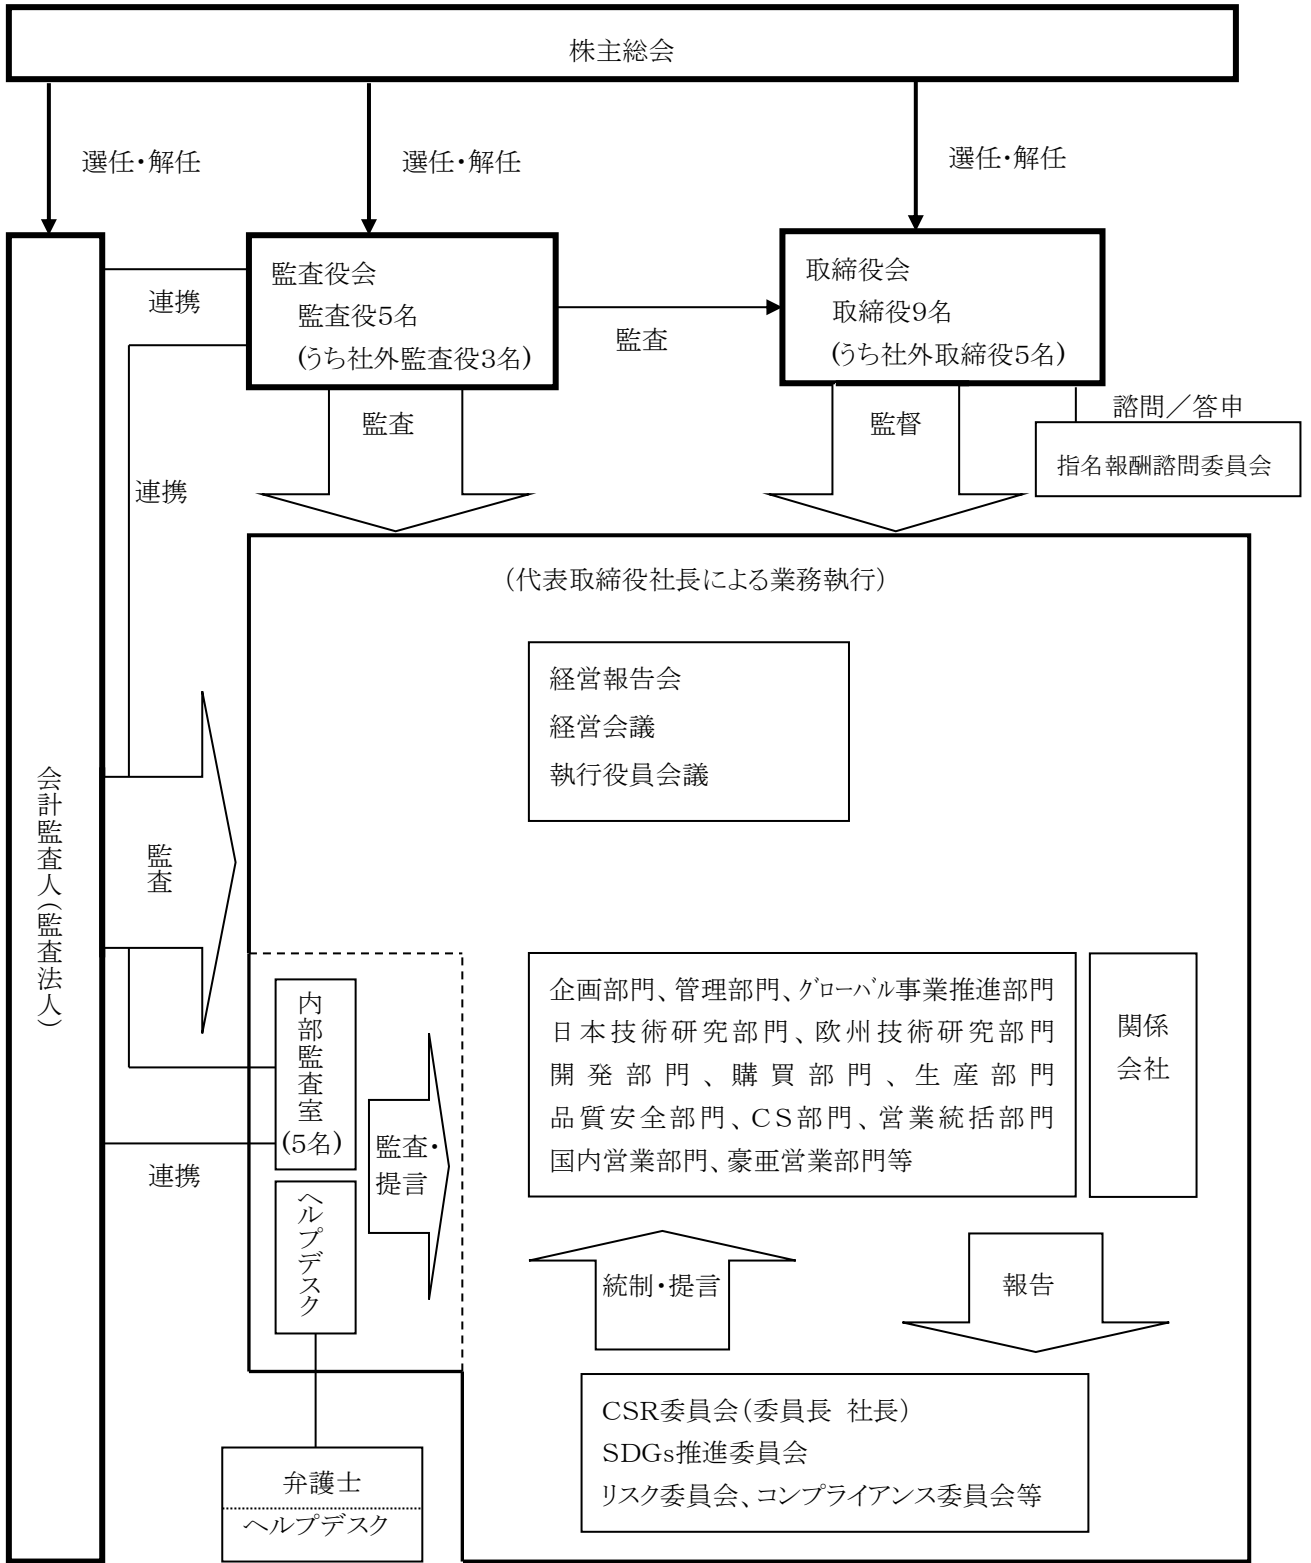 株主総会
選任・解任
選任・解任
選任・解任
監査役会
監査役5名
(うち社外監査役3名)
取締役会
取締役9名
(うち社外取締役5名)
連携
監査
監査
監督
諮問／答申
指名報酬諮問委員会
連携
(代表取締役社長による業務執行)
経営報告会
経営会議
執行役員会議
会計監査人(監査法人)
監査
内部監査室
(5名)
監査・
提言
連携
ヘルプデスク
企画部門、管理部門、グローバル事業推進部門
日本技術研究部門、欧州技術研究部門
開発部門、購買部門、生産部門
品質安全部門、CS部門、営業統括部門
国内営業部門、豪亜営業部門等
関係
会社
統制・提言
報告
CSR委員会(委員長 社長)
SDGs推進委員会
リスク委員会、コンプライアンス委員会等
弁護士
ヘルプデスク